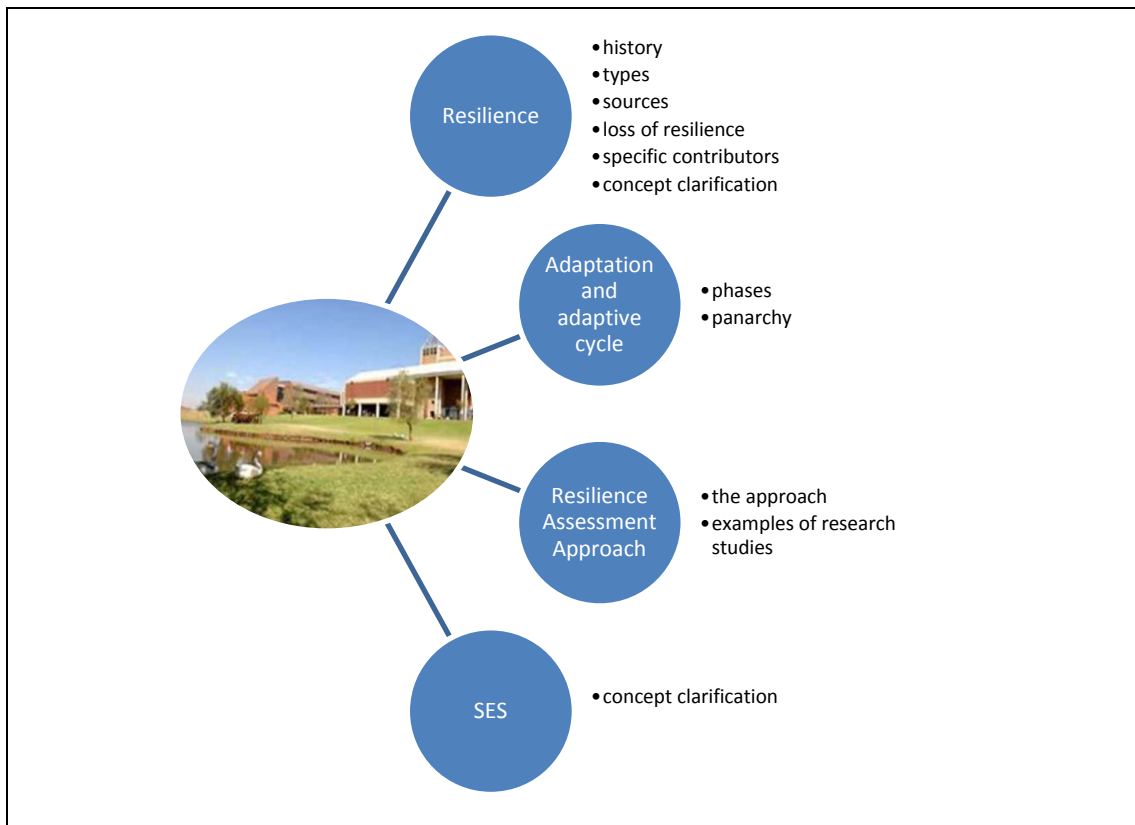 Resilience
•history
•types
•sources
•loss of resilience
•specific contributors
•concept clarification
Adaptation
and
adaptive
cycle
•phases
•panarchy
Resilience
Assessment
Approach
•the approach
•examples of research
studies
SES
•concept clarification